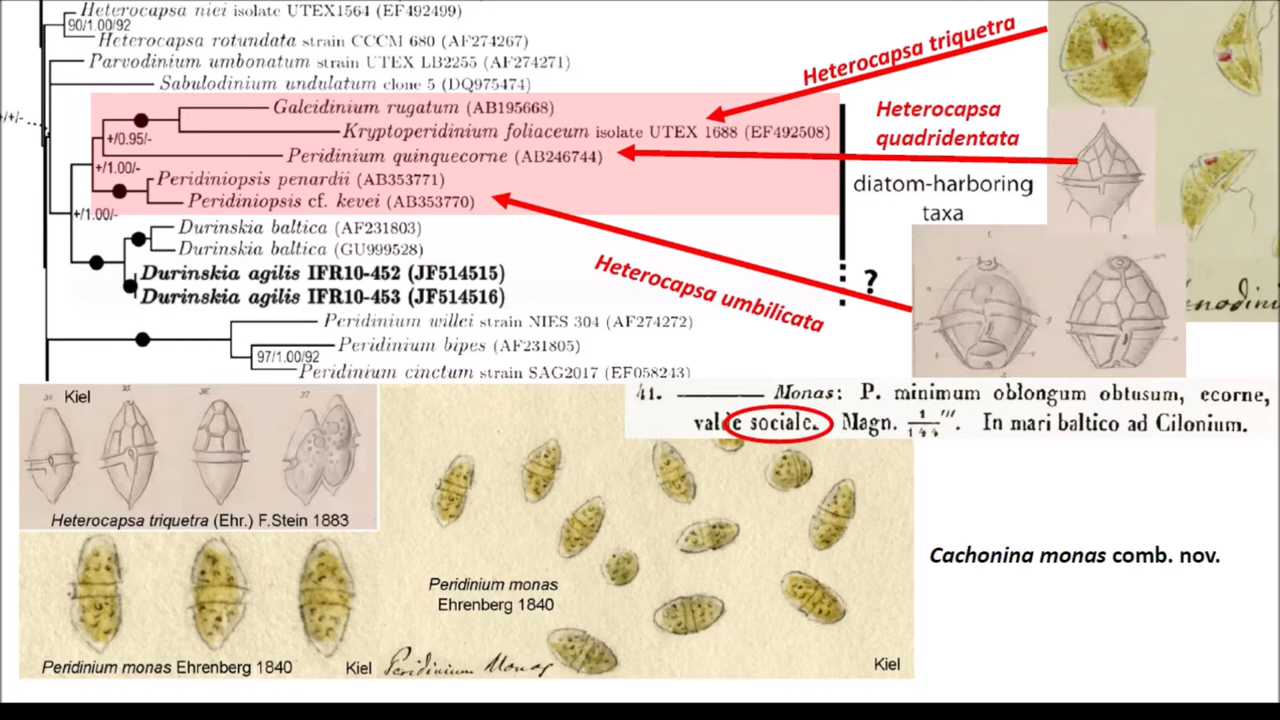 Heterocapsa niei isolate UTEX1564 (EF492499)
90/1.00/92
Heterocapsa rotundata strain CCCM 680 (AF274267)
Parvodinium umbonatum strain UTEX LB2255 (AF274271)
Sabulodinium undulatum clone 5 (DQ975474)
+/+/-
Galeidinium rugatum (AB195668)
Kryptoperidinium foliaceum isolate UTEX 1688 (EF492508)
+/0.95/-
Peridinium quinquecorne (AB246744)
+/1.00/-
Peridiniopsis penardii (AB353771)
Peridiniopsis cf. kevei (AB353770)
+/1.00/-
Durinskia baltica (AF231803)
Durinskia baltica (GU999528)
Durinskia agilis IFR10-452 (JF514515)
Durinskia agilis IFR10-453 (JF514516)
Peridinium willei strain NIES 304 (AF274272)
Peridinium bipes (AF231805)
97/1.00/92
Peridinium cinctum strain SAG2017 (EF058243)
Heterocapsa triquetra
Heterocapsa
quadridentata
diatom-harboring
taxa
?
Heterocapsa umbilicata
41. Monas: P. minimum oblongum obtusum, ecorne,
valde sociale. Magn. 1/144‴. In mari baltico ad Cilonium.
Kiel
34. 35 36. 37
Heterocapsa triquetra (Ehr.) F.Stein 1883
Peridinium monas Ehrenberg 1840
Kiel
Peridinium monas
Ehrenberg 1840
Peridinium Monas
Kiel
Cachonina monas comb. nov.